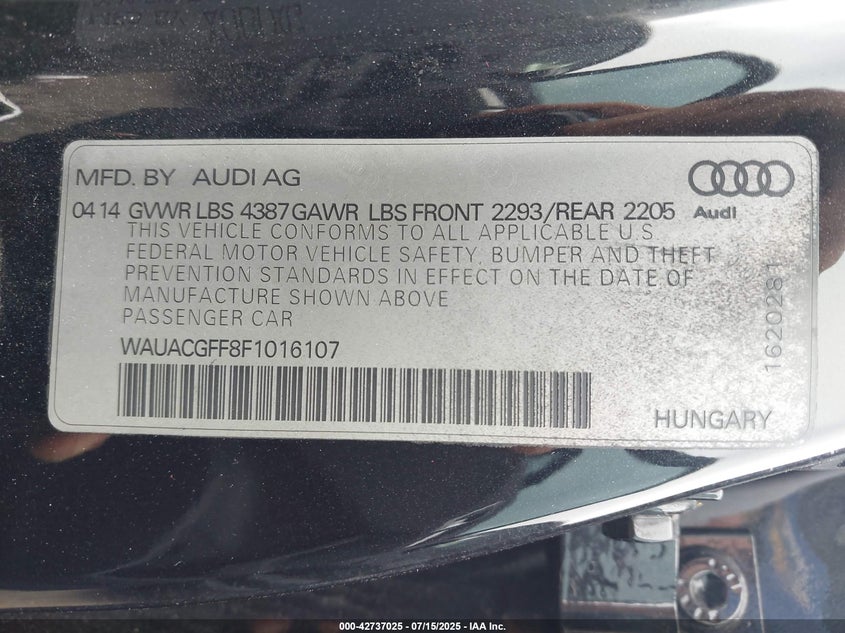 MFD. BY AUDI AG
0414 GVWR LBS 4387 GAWR LBS FRONT 2293/REAR 2205
Audi
THIS VEHICLE CONFORMS TO ALL APPLICABLE U S
FEDERAL MOTOR VEHICLE SAFETY, BUMPER AND THEFT
PREVENTION STANDARDS IN EFFECT ON THE DATE OF
MANUFACTURE SHOWN ABOVE
PASSENGER CAR
WAUACGFF8F1016107
1620281
HUNGARY
000-42737025 - 07/15/2025 - IAA Inc.